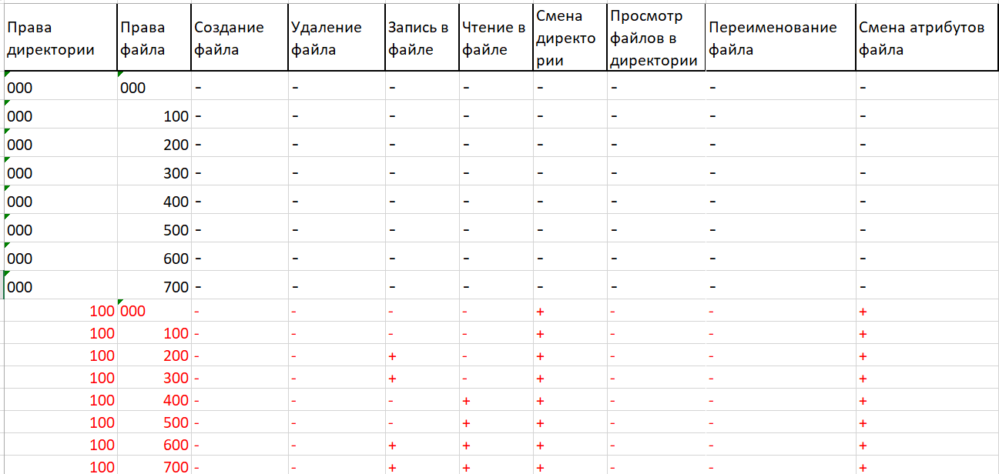 Права директории Права файла Создание файла Удаление файла Запись в файле Чтение в файле Смена директории Просмотр файлов в директории Переименование файла Смена атрибутов файла
000 000 - - - - - - - -
000 100 - - - - - - - -
000 200 - - - - - - - -
000 300 - - - - - - - -
000 400 - - - - - - - -
000 500 - - - - - - - -
000 600 - - - - - - - -
000 700 - - - - - - - -
100 000 - - - - + - - +
100 100 - - - - + - - +
100 200 - - + - + - - +
100 300 - - + - + - - +
100 400 - - - + + - - +
100 500 - - - + + - - +
100 600 - - + + + - - +
100 700 - - + + + - - +